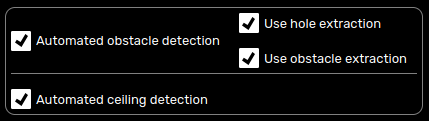 Automated obstacle detection
Use hole extraction
Use obstacle extraction
Automated ceiling detection